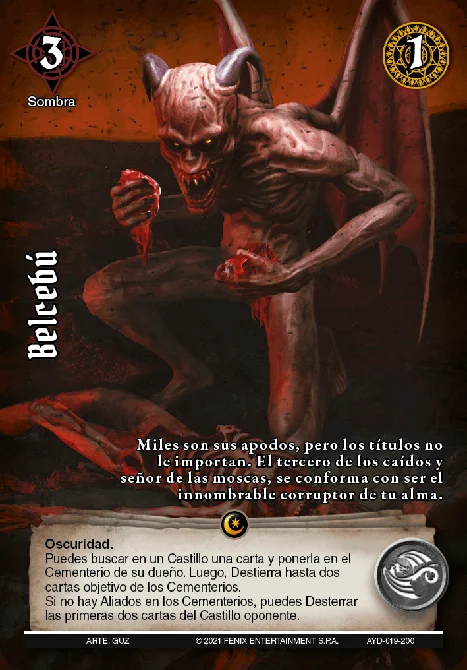 3
1
Sombra
Belcebú
Miles son sus apodos, pero los títulos no
le importan. El tercero de los caídos y
señor de las moscas, se conforma con ser el
innombrable corruptor de tu alma.
Oscuridad.
Puedes buscar en un Castillo una carta y ponerla en el
Cementerio de su dueño. Luego, Destierra hasta dos
cartas objetivo de los Cementerios.
Si no hay Aliados en los Cementerios, puedes Desterrar
las primeras dos cartas del Castillo oponente.
ARTE: GUZ © 2021 FENIX ENTERTAINMENT S.P.A. AYD-019-200